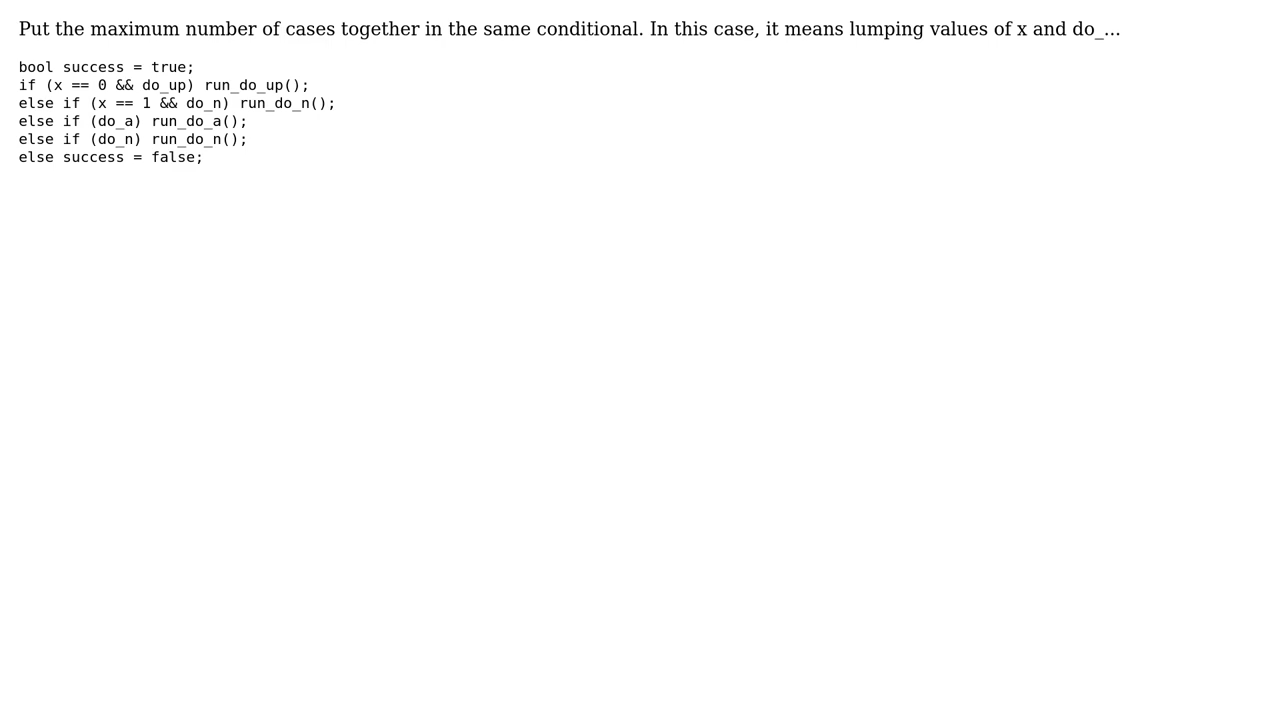 Put the maximum number of cases together in the same conditional. In this case, it means lumping values of x and do_...
bool success = true;
if (x == 0 && do_up) run_do_up();
else if (x == 1 && do_n) run_do_n();
else if (do_a) run_do_a();
else if (do_n) run_do_n();
else success = false;